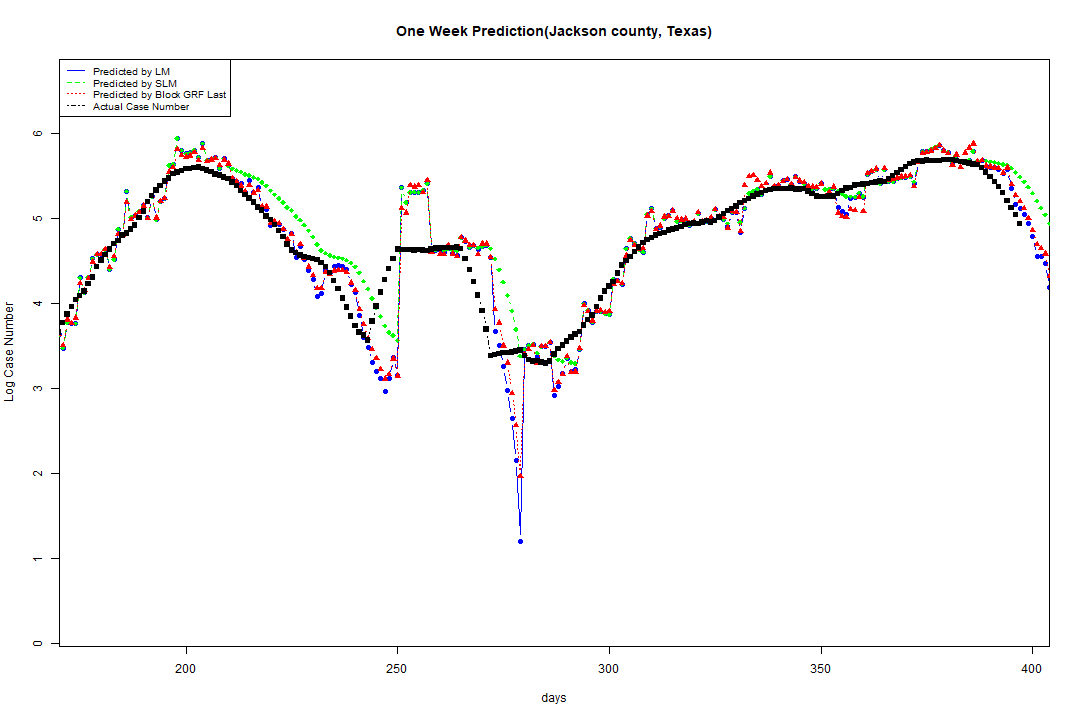 One Week Prediction(Jackson county, Texas)
Predicted by LM
Predicted by SLM
Predicted by Block GRF Last
Actual Case Number
Log Case Number
6
5
4
3
2
1
0
200 250 300 350 400
days